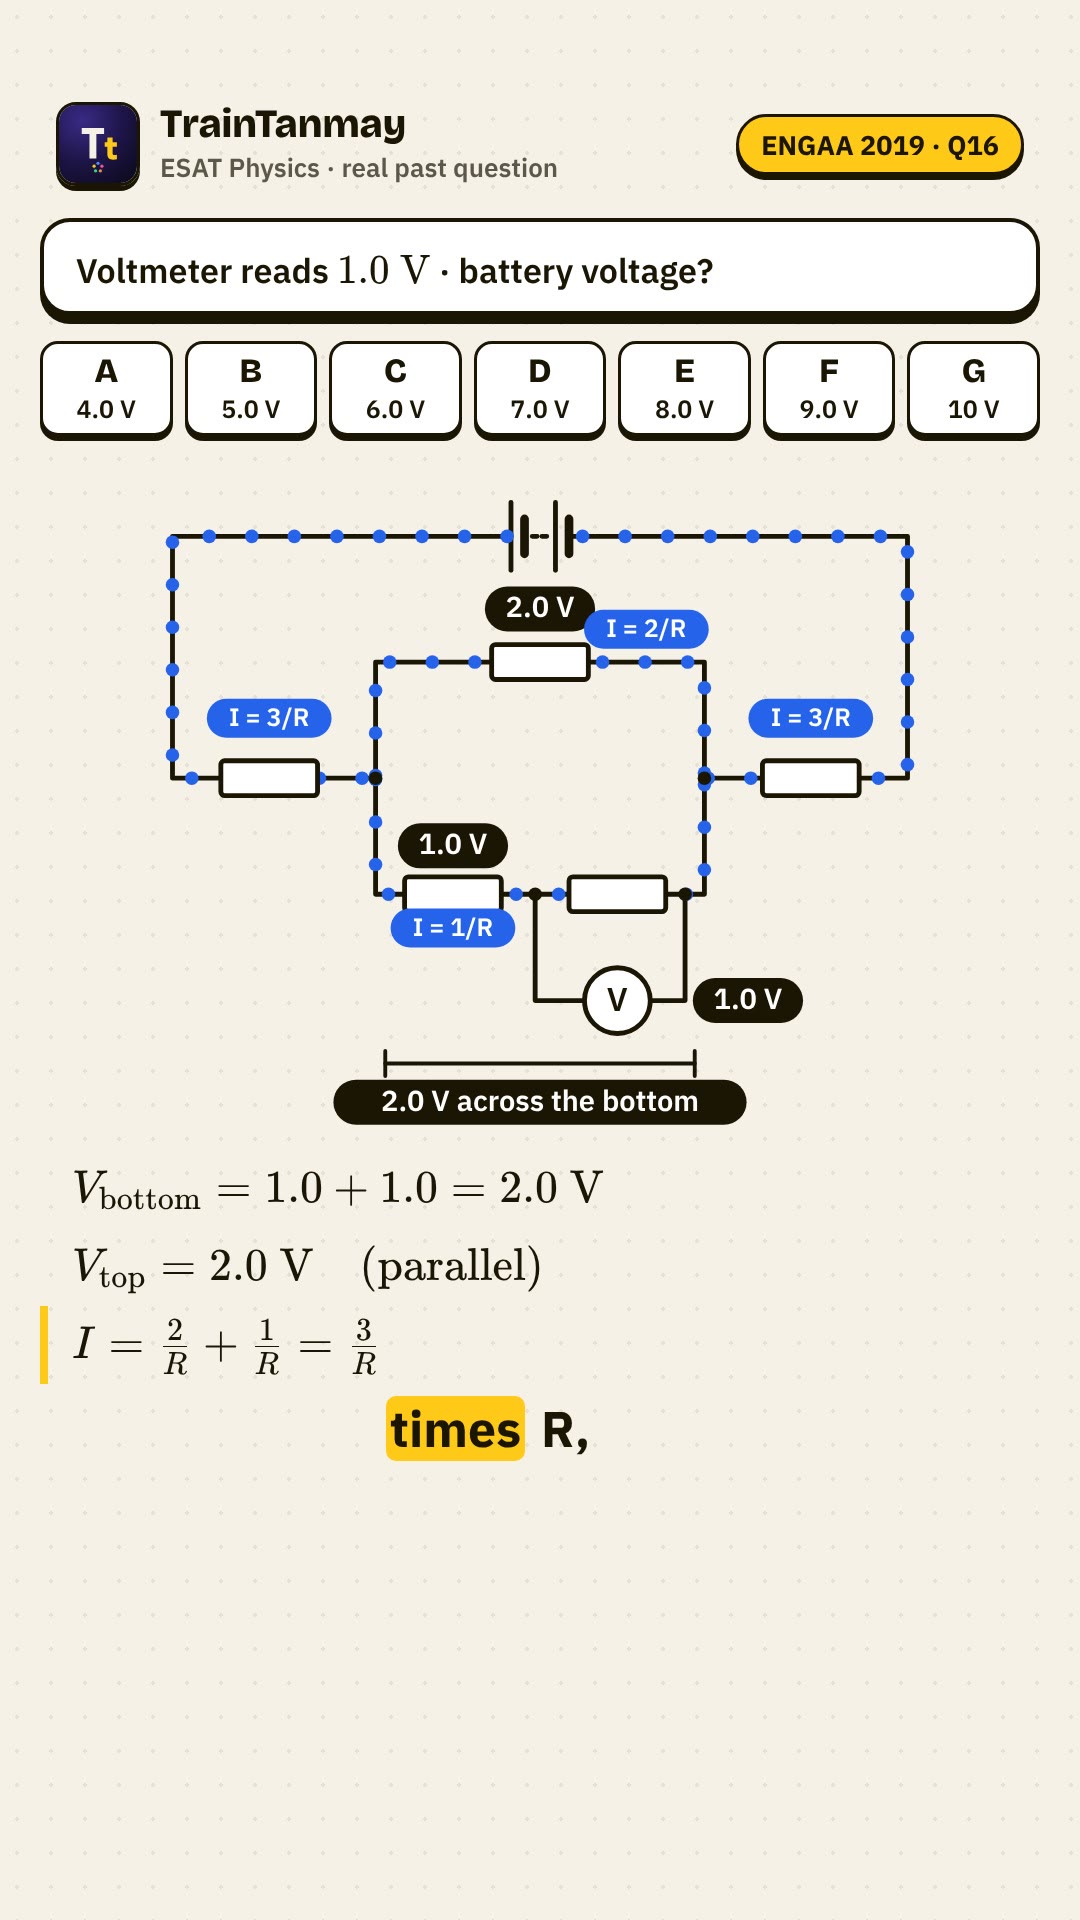 Tt
TrainTanmay
ESAT Physics · real past question
ENGAA 2019 · Q16
Voltmeter reads 1.0 V · battery voltage?
A B C D E F G
4.0 V 5.0 V 6.0 V 7.0 V 8.0 V 9.0 V 10 V
2.0 V
I = 2/R
I = 3/R
I = 3/R
1.0 V
I = 1/R
V
1.0 V
2.0 V across the bottom
V_bottom = 1.0 + 1.0 = 2.0 V
V_top = 2.0 V (parallel)
I = 2/R + 1/R = 3/R
times R,